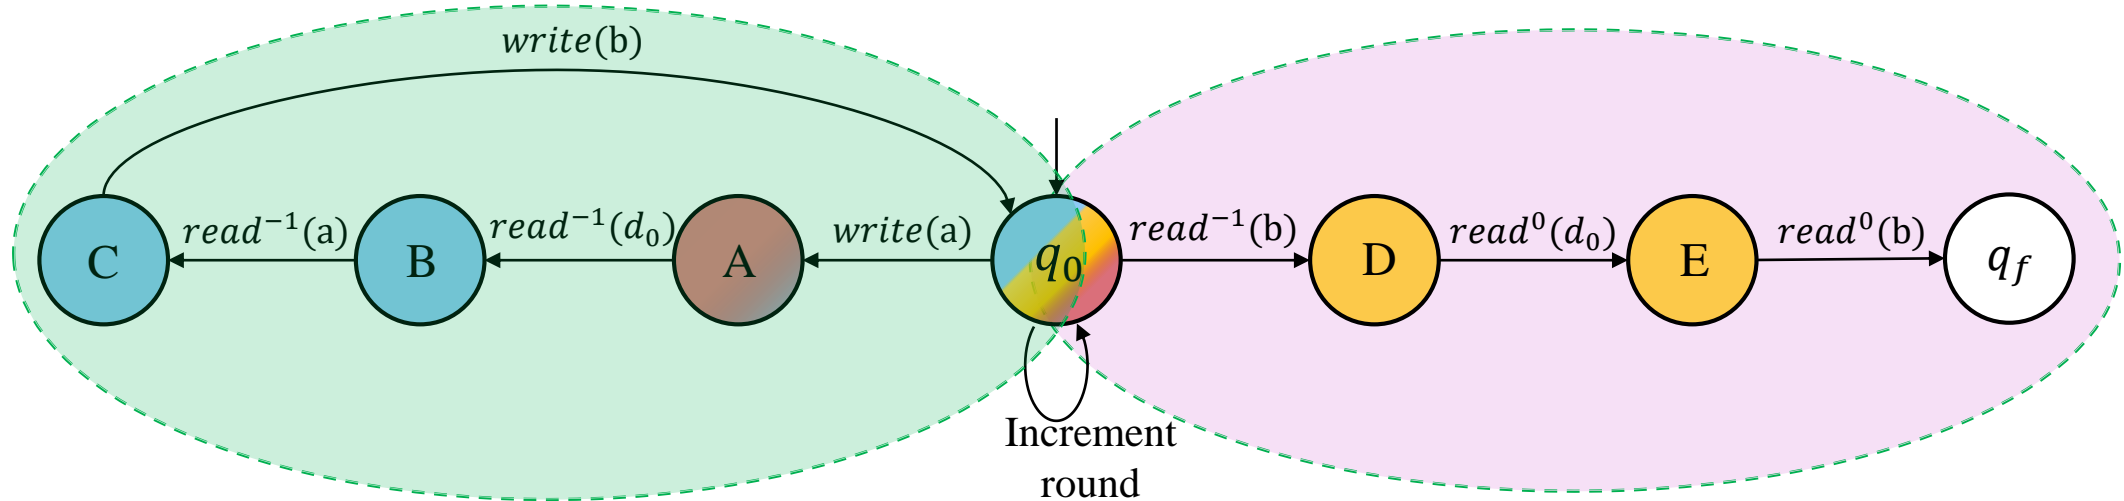 write(b)
C
read⁻¹(a)
B
read⁻¹(d₀)
A
write(a)
q₀
read⁻¹(b)
D
read⁰(d₀)
E
read⁰(b)
q_f
Increment
round